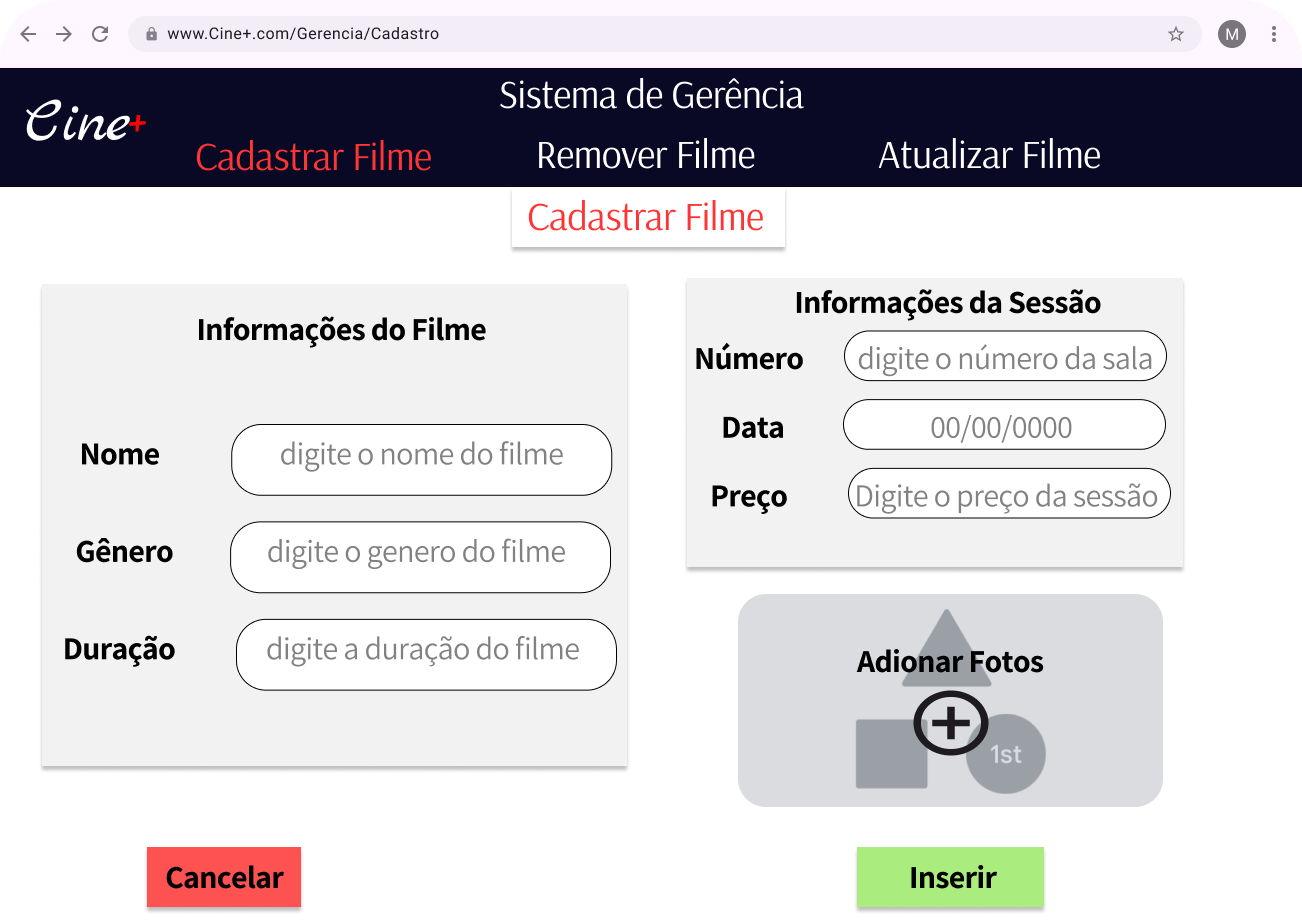 www.Cine+.com/Gerencia/Cadastro
M
Sistema de Gerência
Cine+
Cadastrar Filme
Remover Filme
Atualizar Filme
Cadastrar Filme
Informações do Filme
Nome
digite o nome do filme
Gênero
digite o genero do filme
Duração
digite a duração do filme
Informações da Sessão
Número
digite o número da sala
Data
00/00/0000
Preço
Digite o preço da sessão
Adionar Fotos
1st
Cancelar
Inserir